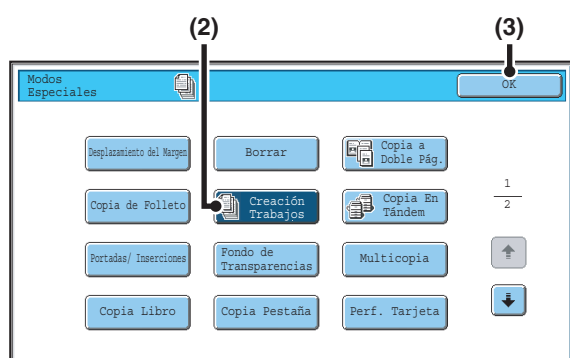 (2)
(3)
Modos
Especiales
OK
Desplazamiento del Margen
Borrar
Copia a
Doble Pág.
Copia de Folleto
Creación
Trabajos
Copia En
Tándem
1
2
Portadas/ Inserciones
Fondo de
Transparencias
Multicopia
Copia Libro
Copia Pestaña
Perf. Tarjeta